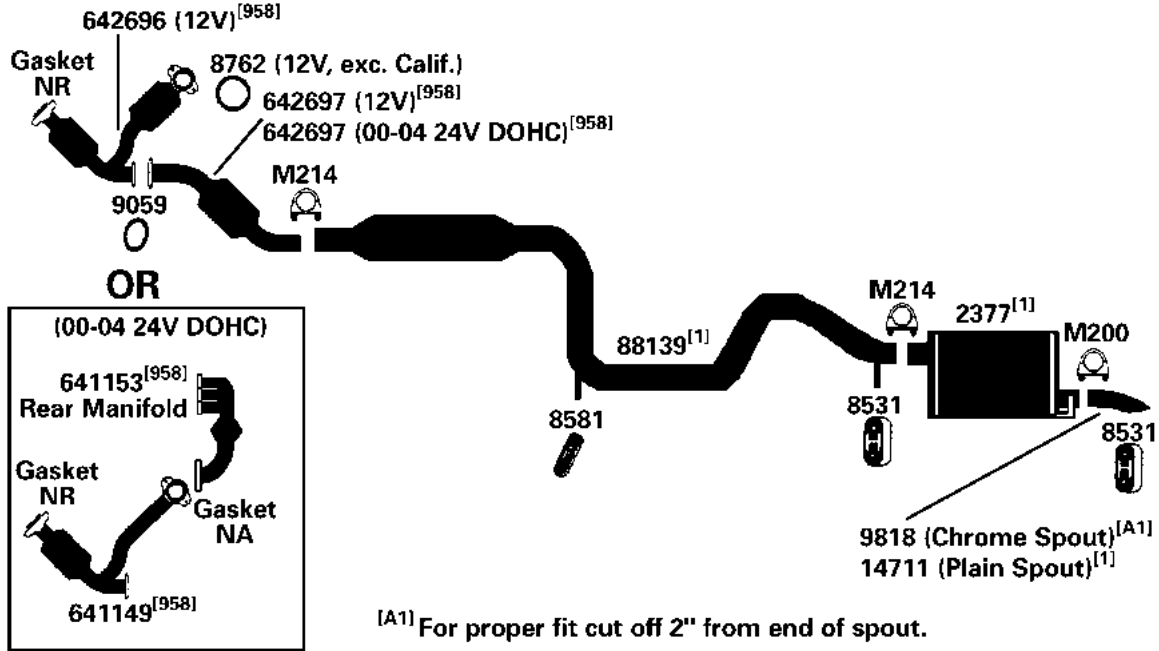 642696 (12V)[958]
Gasket
NR
8762 (12V, exc. Calif.)
642697 (12V)[958]
642697 (00-04 24V DOHC)[958]
M214
9059
OR
(00-04 24V DOHC)
641153[958]
Rear Manifold
Gasket
NR
Gasket
NA
641149[958]
88139[1]
8581
M214
2377[1]
M200
8531
8531
9818 (Chrome Spout)[A1]
14711 (Plain Spout)[1]
[A1] For proper fit cut off 2" from end of spout.